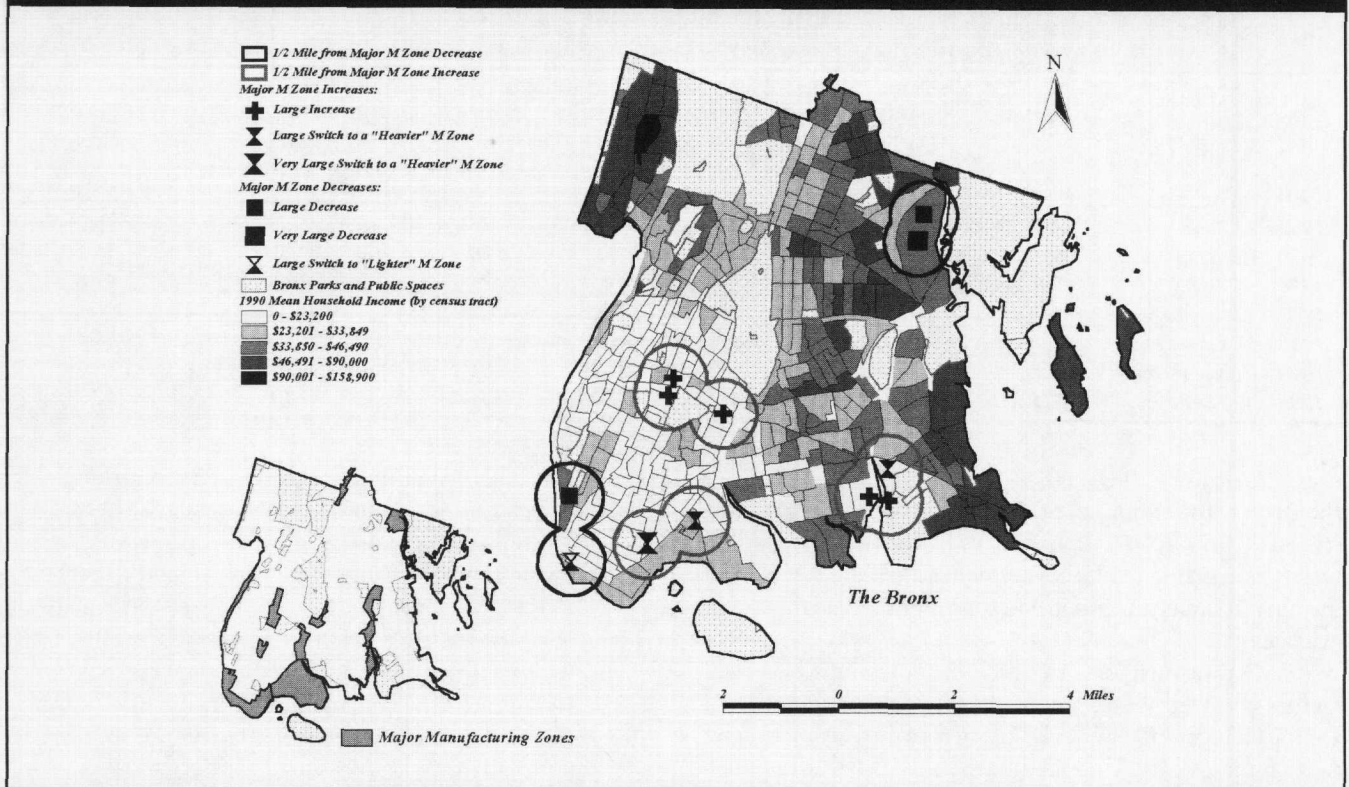 1/2 Mile from Major M Zone Decrease
1/2 Mile from Major M Zone Increase
Major M Zone Increases:
Large Increase
Large Switch to a "Heavier" M Zone
Very Large Switch to a "Heavier" M Zone
Major M Zone Decreases:
Large Decrease
Very Large Decrease
Large Switch to "Lighter" M Zone
Bronx Parks and Public Spaces
1990 Mean Household Income (by census tract)
0 - $23,200
$23,201 - $33,849
$33,850 - $46,490
$46,491 - $90,000
$90,001 - $158,900
N
The Bronx
2 0 2 4 Miles
Major Manufacturing Zones